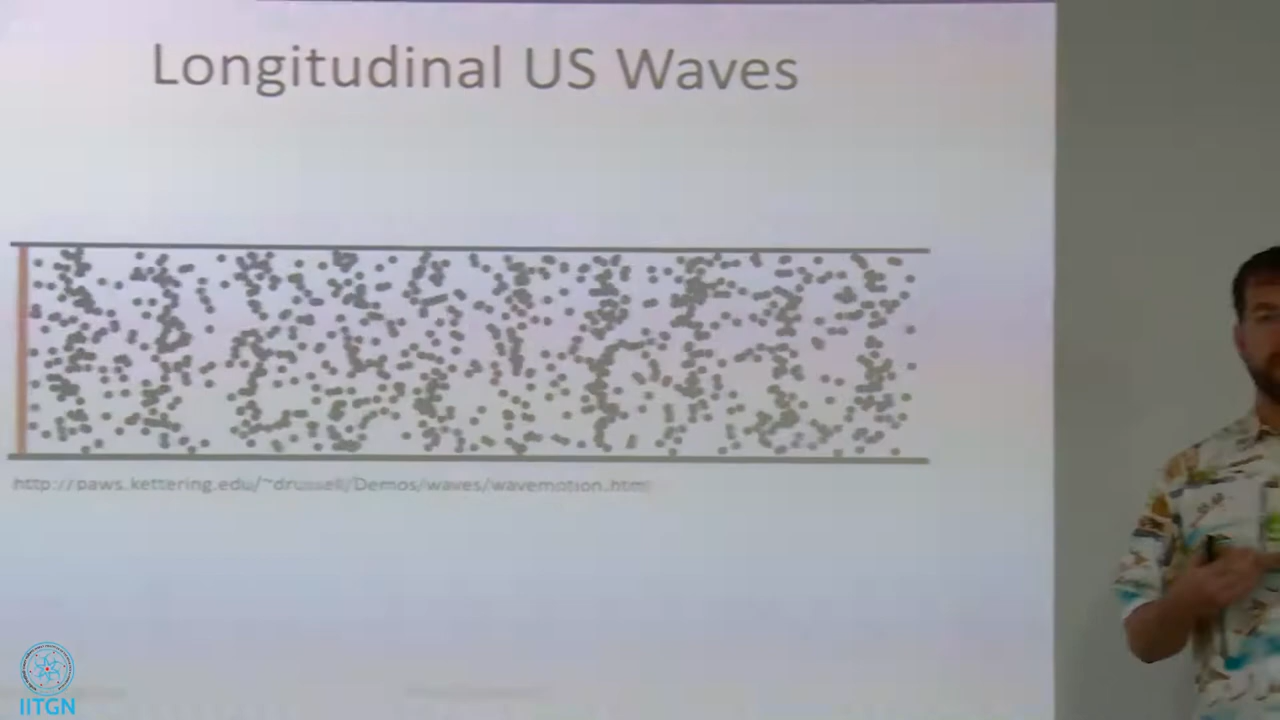 Longitudinal US Waves
http://paws.kettering.edu/~drussell/Demos/waves/wavemotion.html
IITGN